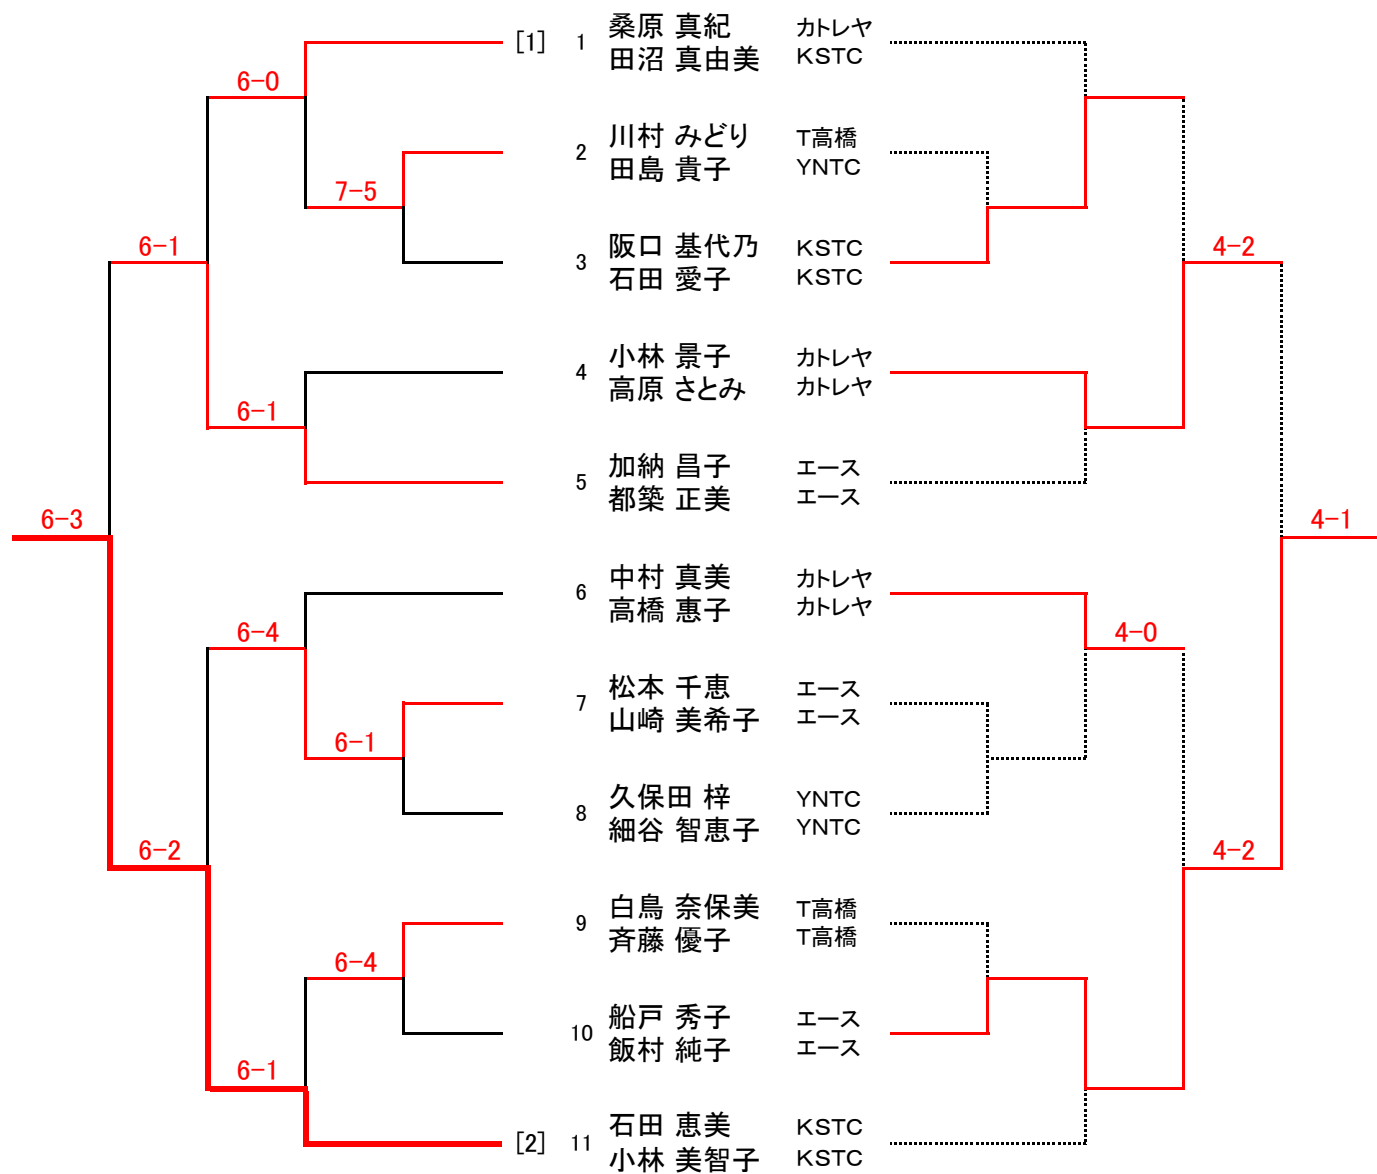 [1] 1 桑原 真紀 カトレヤ
田沼 真由美 KSTC
6-0
2 川村 みどり T高橋
田島 貴子 YNTC
7-5
6-1 3 阪口 基代乃 KSTC 4-2
石田 愛子 KSTC
4 小林 景子 カトレヤ
高原 さとみ カトレヤ
6-1
5 加納 昌子 エース
都築 正美 エース
6-3 4-1
6 中村 真美 カトレヤ
高橋 惠子 カトレヤ
6-4 4-0
7 松本 千恵 エース
山崎 美希子 エース
6-1
8 久保田 梓 YNTC
細谷 智恵子 YNTC
6-2 4-2
9 白鳥 奈保美 T高橋
斉藤 優子 T高橋
6-4
10 船戸 秀子 エース
飯村 純子 エース
6-1
[2] 11 石田 恵美 KSTC
小林 美智子 KSTC